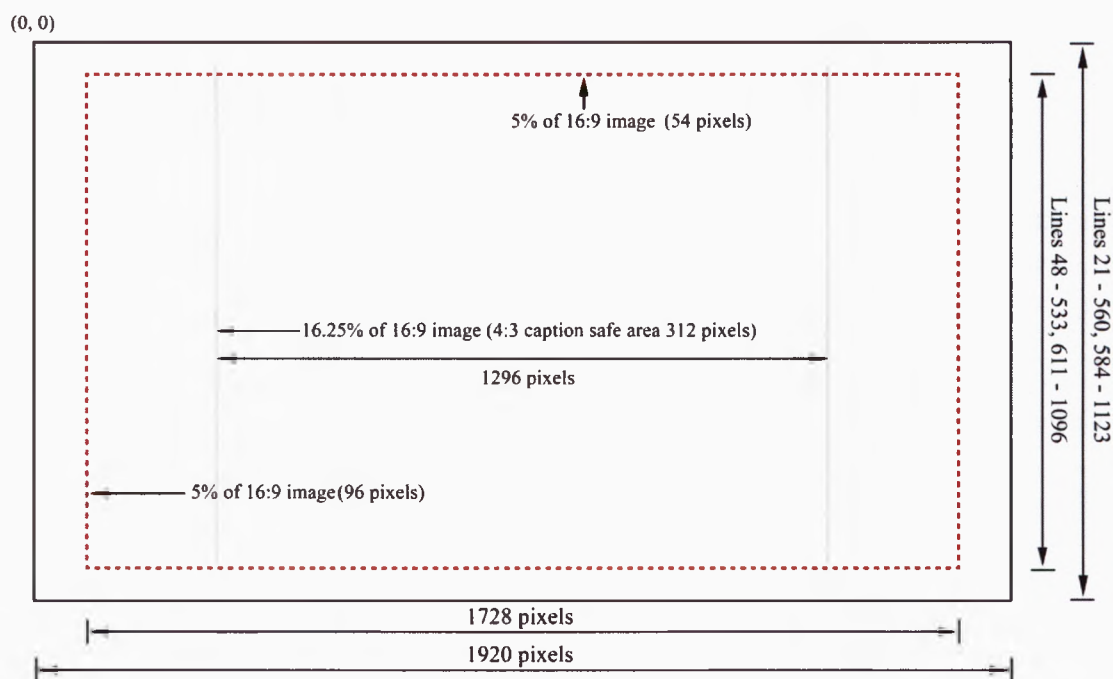 (0, 0)
5% of 16:9 image (54 pixels)
Lines 48 - 533, 611 - 1096
Lines 21 - 560, 584 - 1123
16.25% of 16:9 image (4:3 caption safe area 312 pixels)
1296 pixels
5% of 16:9 image(96 pixels)
1728 pixels
1920 pixels